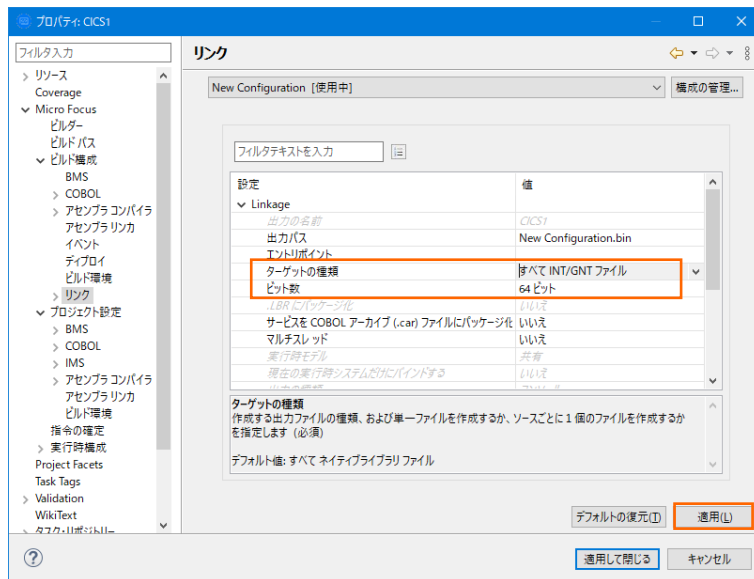 プロパティ: CICS1
フィルタ入力
リソース
Coverage
Micro Focus
ビルダー
ビルド パス
ビルド構成
BMS
COBOL
アセンブラ コンパイラ
アセンブラ リンカ
イベント
ディプロイ
ビルド環境
リンク
プロジェクト設定
BMS
COBOL
IMS
アセンブラ コンパイラ
アセンブラ リンカ
ビルド環境
指令の確定
実行時構成
Project Facets
Task Tags
Validation
WikiText
タスク・リポジトリー
リンク
New Configuration [使用中]
構成の管理...
フィルタテキストを入力
設定 値
Linkage
出力の名前 CICS1
出力パス New Configuration.bin
エントリポイント
ターゲットの種類 すべて INT/GNT ファイル
ビット数 64 ビット
.LBR にパッケージ化 いいえ
サービスを COBOL アーカイブ (.car) ファイルにパッケージ化 いいえ
マルチスレッド いいえ
実行時モデル 共有
現在の実行時システムだけにバインドする いいえ
ターゲットの種類
作成する出力ファイルの種類、および単一ファイルを作成するか、ソースごとに 1 個のファイルを作成するか
を指定します (必須)
デフォルト値: すべて ネイティブライブラリ ファイル
デフォルトの復元(T)
適用(L)
適用して閉じる
キャンセル